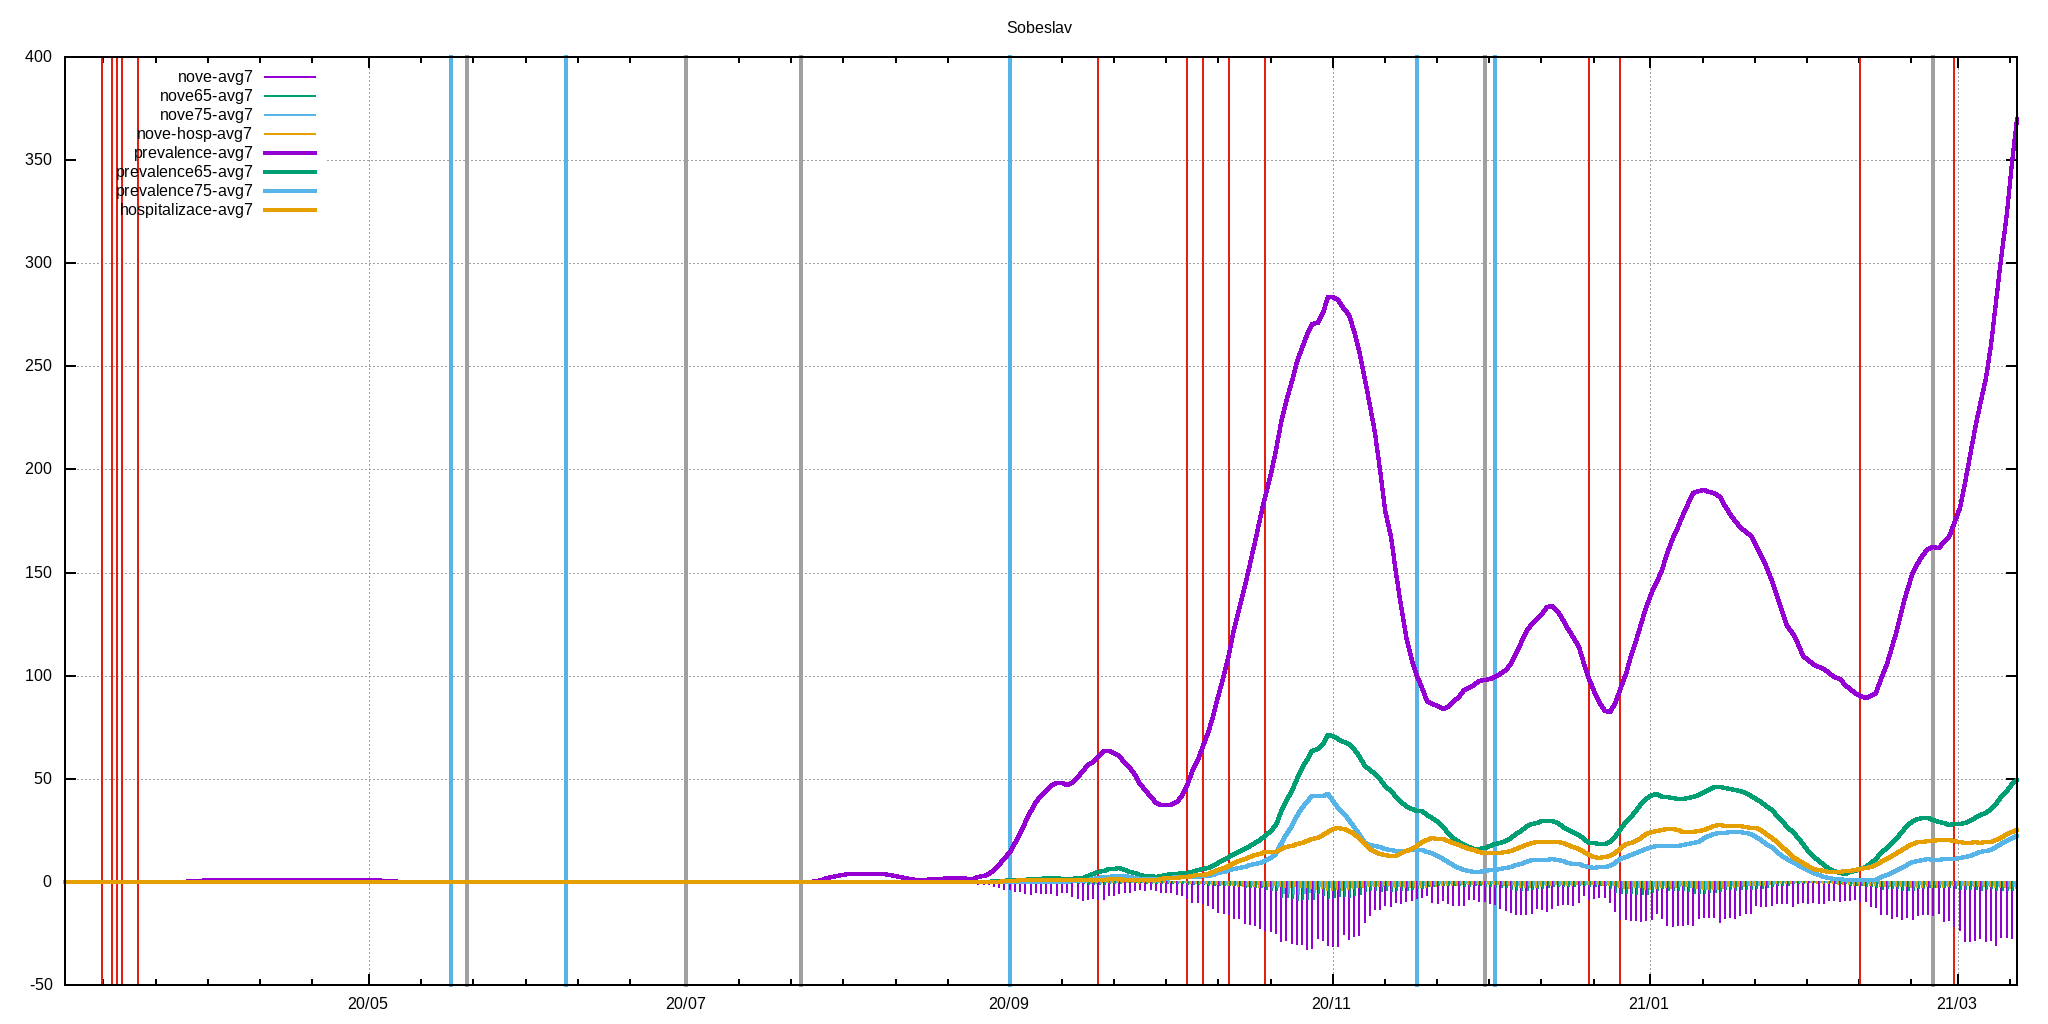 Sobeslav
400
350
300
250
200
150
100
50
0
-50
nove-avg7
nove65-avg7
nove75-avg7
nove-hosp-avg7
prevalence-avg7
prevalence65-avg7
prevalence75-avg7
hospitalizace-avg7
20/05
20/07
20/09
20/11
21/01
21/03